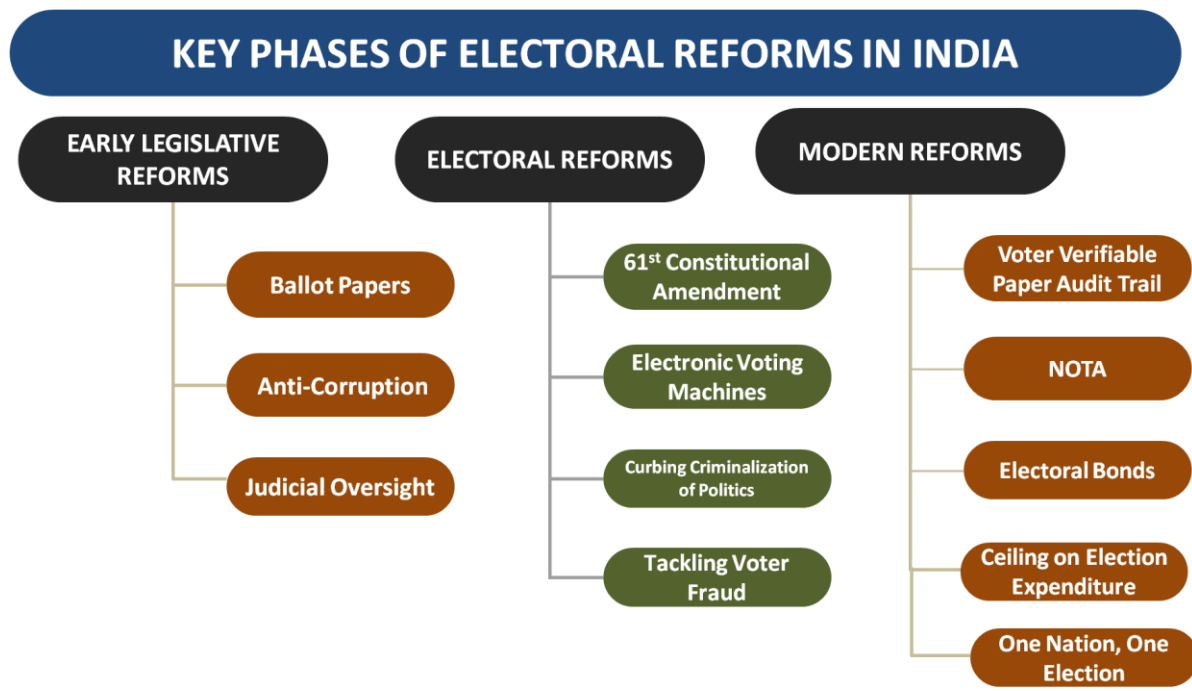 KEY PHASES OF ELECTORAL REFORMS IN INDIA
EARLY LEGISLATIVE
REFORMS
Ballot Papers
Anti-Corruption
Judicial Oversight
ELECTORAL REFORMS
61st Constitutional
Amendment
Electronic Voting
Machines
Curbing Criminalization
of Politics
Tackling Voter
Fraud
MODERN REFORMS
Voter Verifiable
Paper Audit Trail
NOTA
Electoral Bonds
Ceiling on Election
Expenditure
One Nation, One
Election